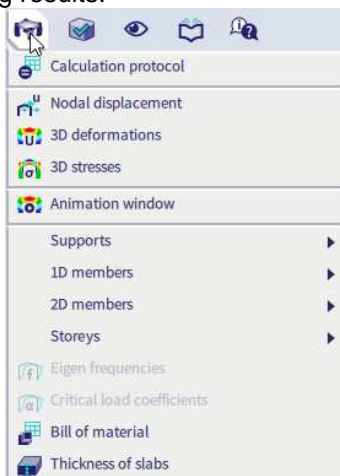 ng results.
Calculation protocol
Nodal displacement
3D deformations
3D stresses
Animation window
Supports
1D members
2D members
Storeys
Eigen frequencies
Critical load coefficients
Bill of material
Thickness of slabs